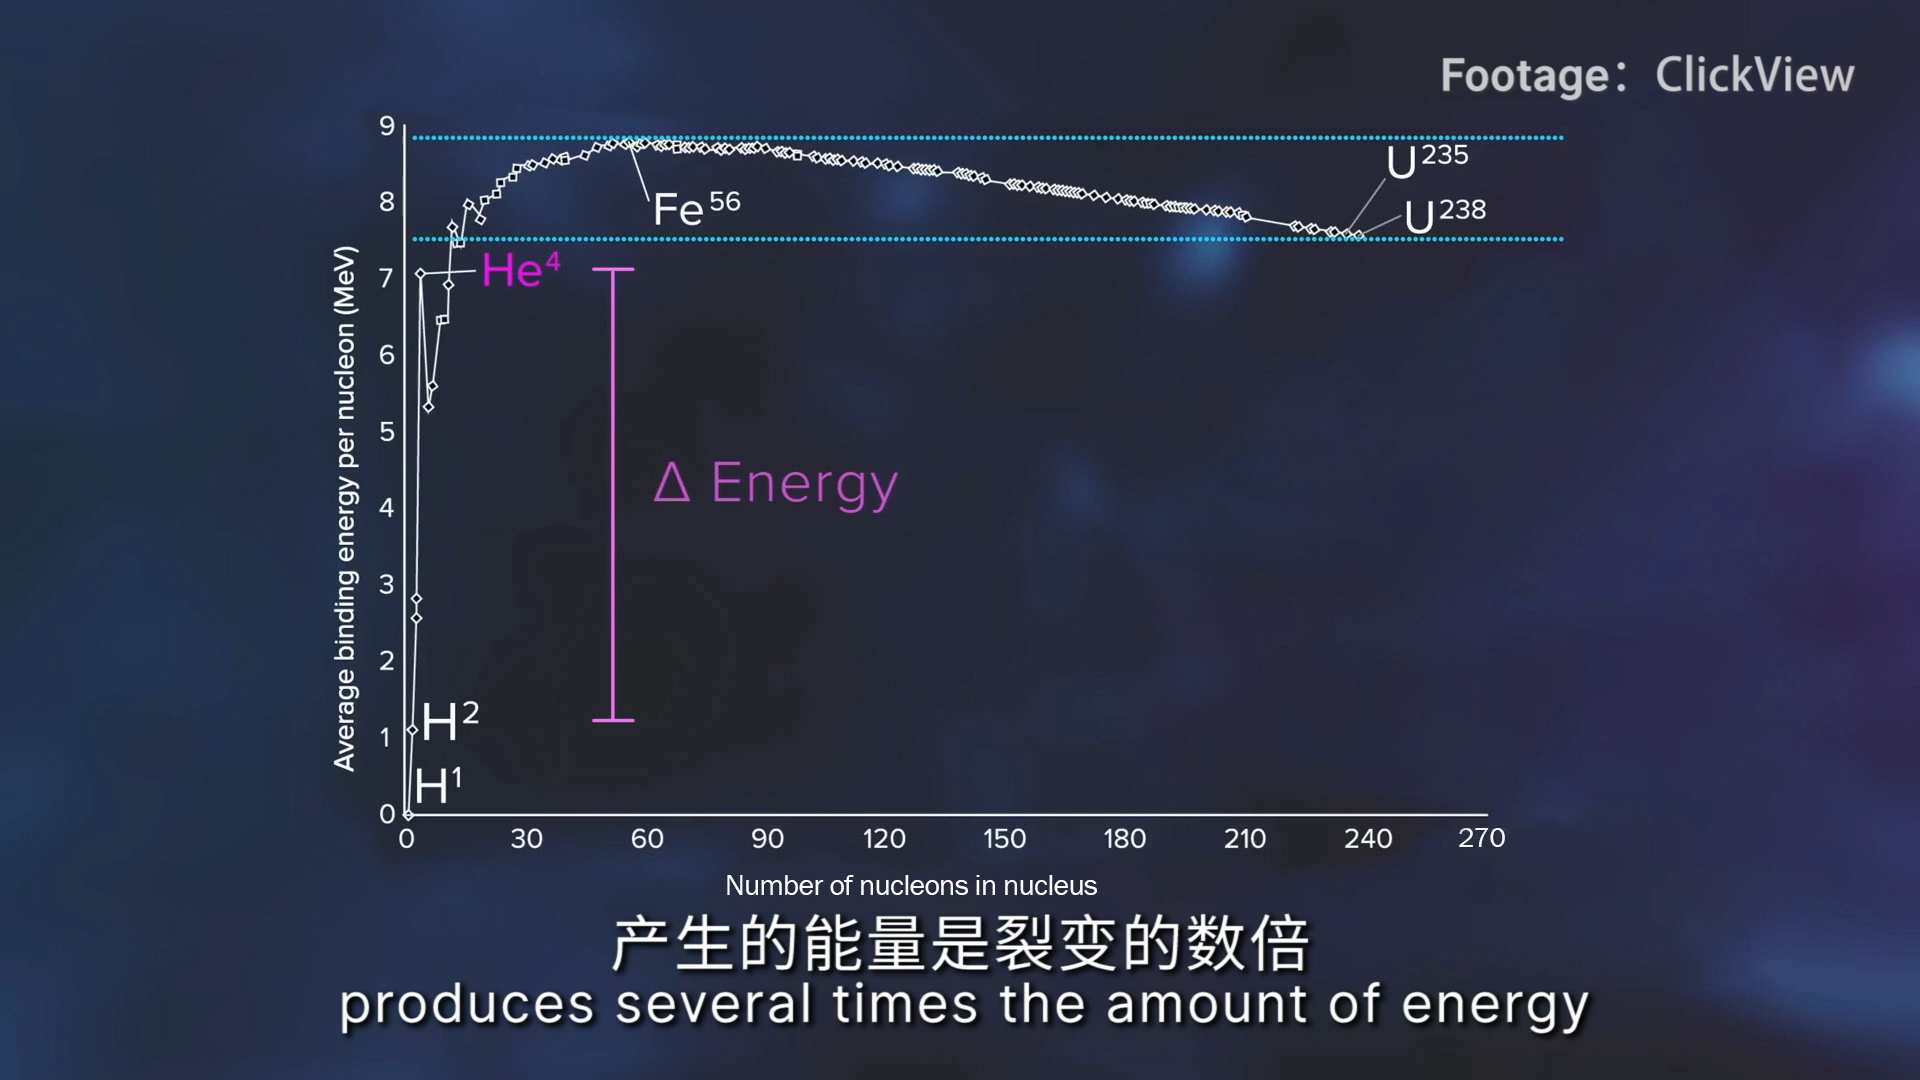 Footage：ClickView
9
8
7
6
5
4
3
2
1
0
Average binding energy per nucleon (MeV)
U²³⁵
U²³⁸
Fe⁵⁶
He⁴
Δ Energy
H²
H¹
0 30 60 90 120 150 180 210 240 270
Number of nucleons in nucleus
产生的能量是裂变的数倍
produces several times the amount of energy